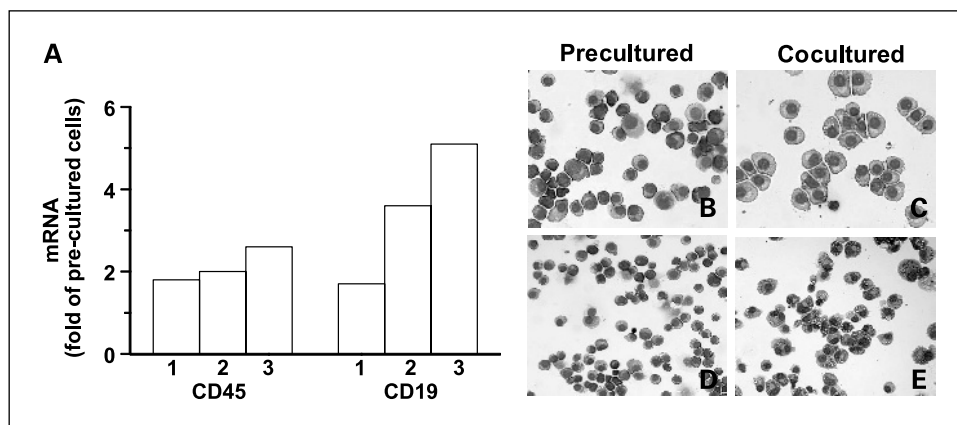 A
mRNA
(fold of pre-cultured cells)
6
4
2
0
1 2 3 1 2 3
CD45 CD19
Precultured Cocultured
B C
D E